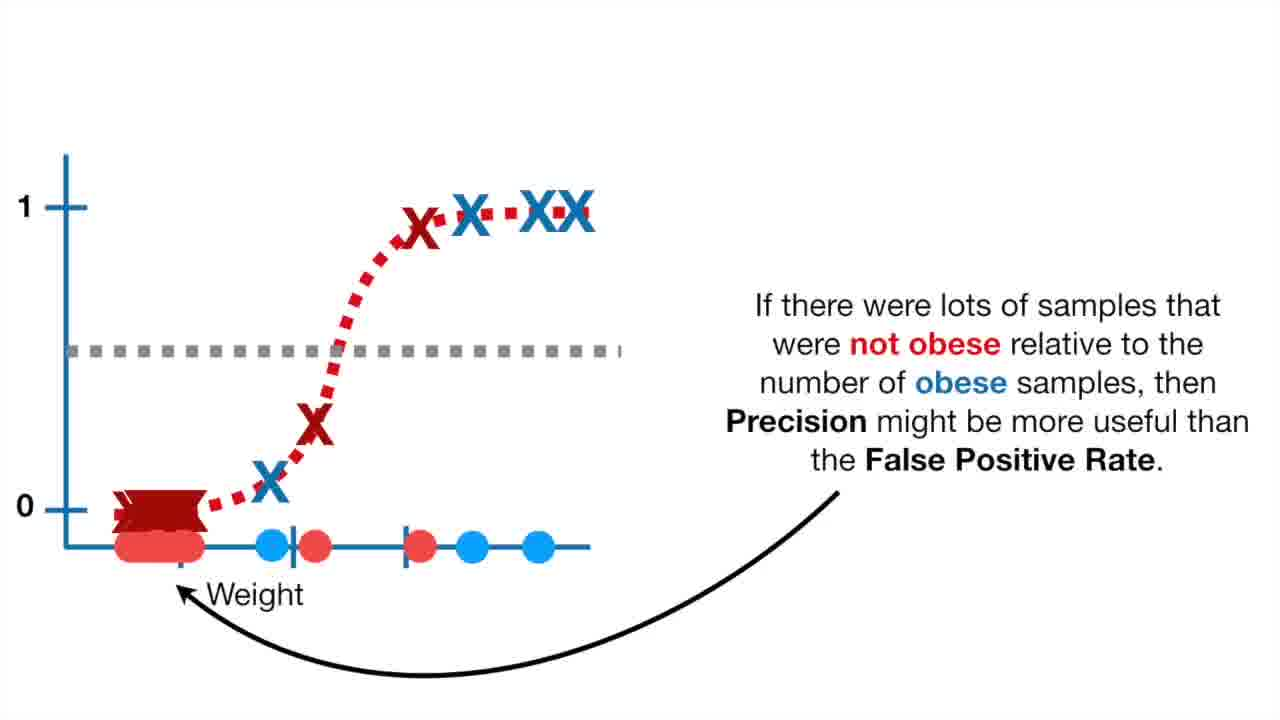 1
0
Weight
If there were lots of samples that
were not obese relative to the
number of obese samples, then
Precision might be more useful than
the False Positive Rate.